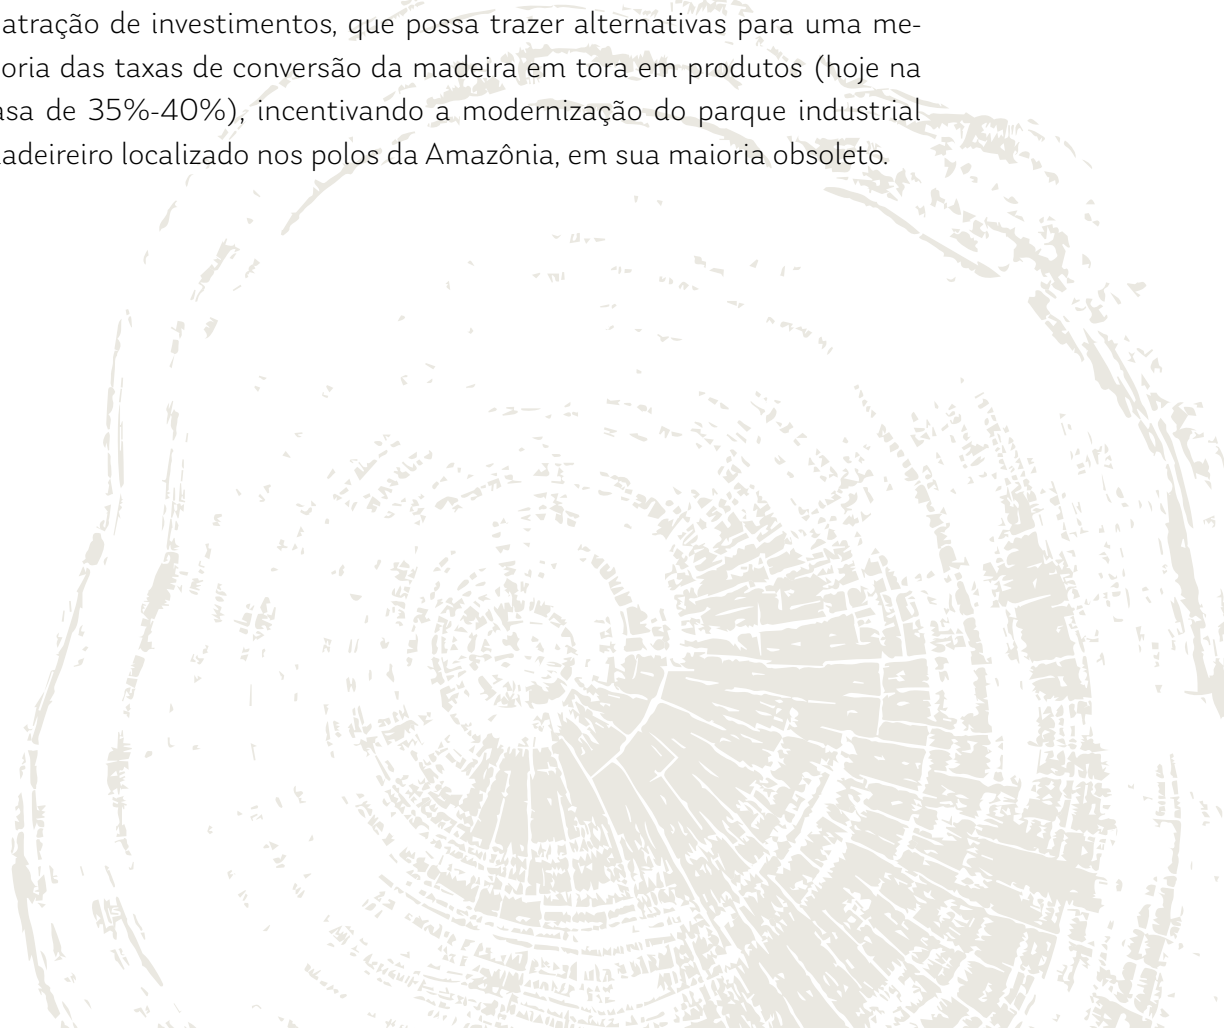 atração de investimentos, que possa trazer alternativas para uma me-
oria das taxas de conversão da madeira em tora em produtos (hoje na
asa de 35%-40%), incentivando a modernização do parque industrial
adeireiro localizado nos polos da Amazônia, em sua maioria obsoleto.